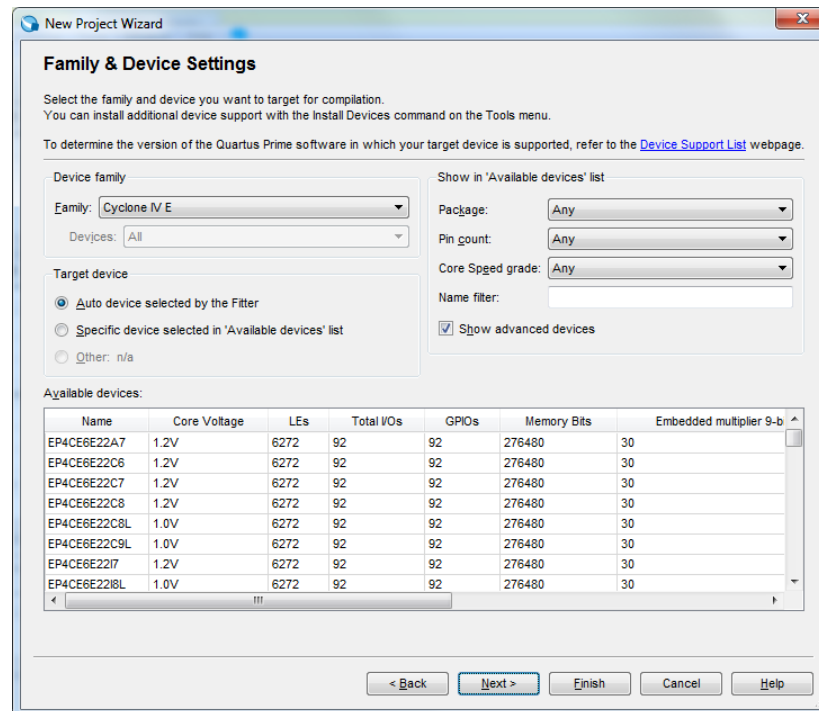 New Project Wizard
Family & Device Settings
Select the family and device you want to target for compilation.
You can install additional device support with the Install Devices command on the Tools menu.
To determine the version of the Quartus Prime software in which your target device is supported, refer to the Device Support List webpage.
Device family
Family: Cyclone IV E
Devices: All
Target device
Auto device selected by the Fitter
Specific device selected in 'Available devices' list
Other: n/a
Show in 'Available devices' list
Package: Any
Pin count: Any
Core Speed grade: Any
Name filter:
Show advanced devices
Available devices:
Name Core Voltage LEs Total I/Os GPIOs Memory Bits Embedded multiplier 9-b
EP4CE6E22A7 1.2V 6272 92 92 276480 30
EP4CE6E22C6 1.2V 6272 92 92 276480 30
EP4CE6E22C7 1.2V 6272 92 92 276480 30
EP4CE6E22C8 1.2V 6272 92 92 276480 30
EP4CE6E22C8L 1.0V 6272 92 92 276480 30
EP4CE6E22C9L 1.0V 6272 92 92 276480 30
EP4CE6E22I7 1.2V 6272 92 92 276480 30
EP4CE6E22I8L 1.0V 6272 92 92 276480 30
< Back Next > Finish Cancel Help